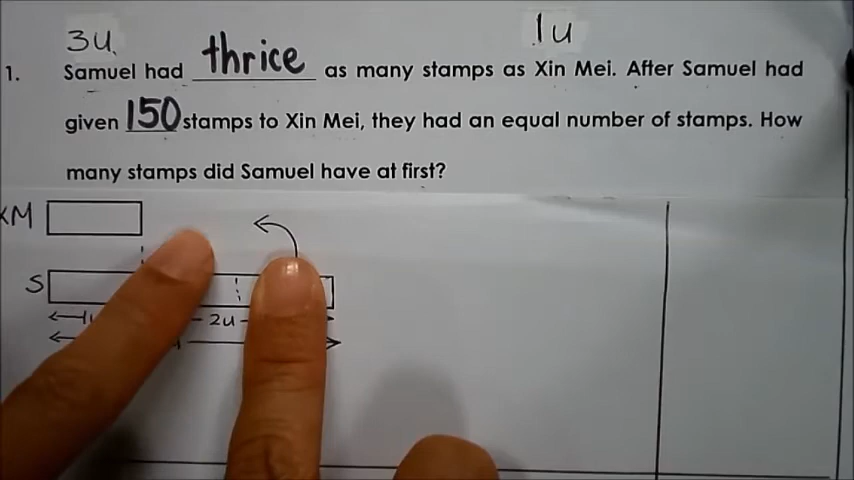 3u 1u
1. Samuel had thrice as many stamps as Xin Mei. After Samuel had
given 150 stamps to Xin Mei, they had an equal number of stamps. How
many stamps did Samuel have at first?
XM
S
2u